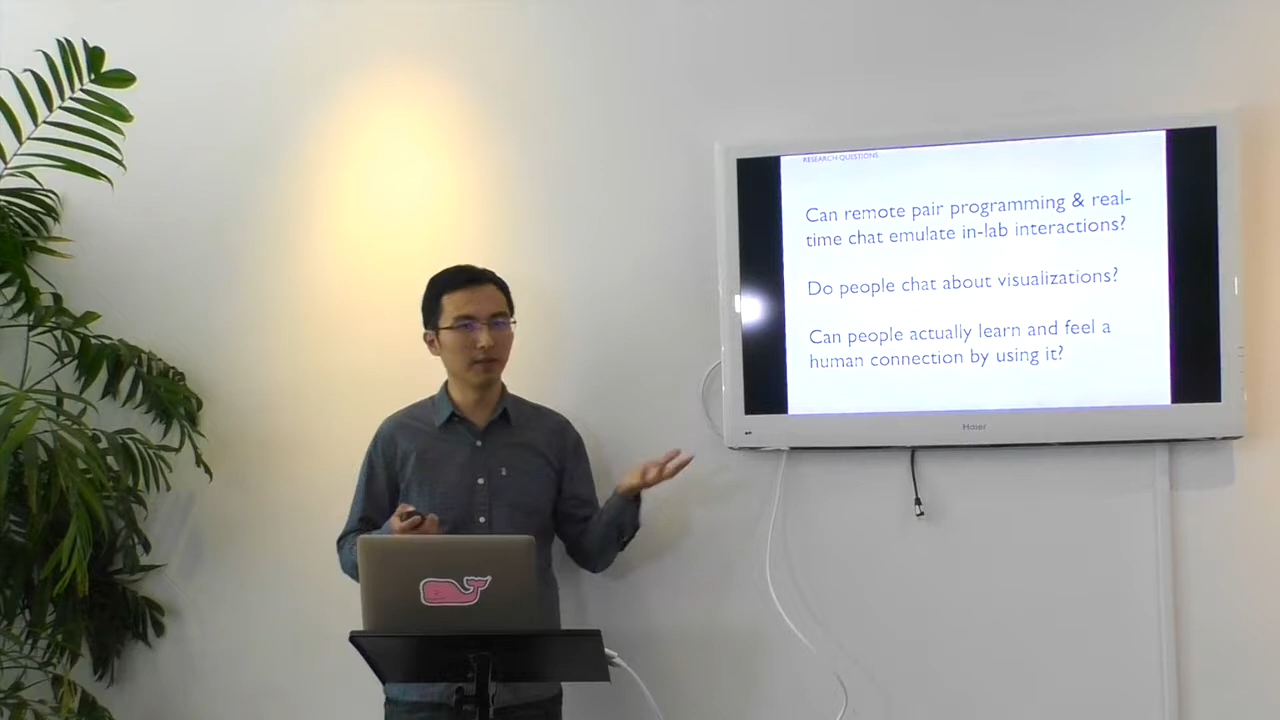 RESEARCH QUESTIONS
Can remote pair programming & real-
time chat emulate in-lab interactions?
Do people chat about visualizations?
Can people actually learn and feel a
human connection by using it?
Haier